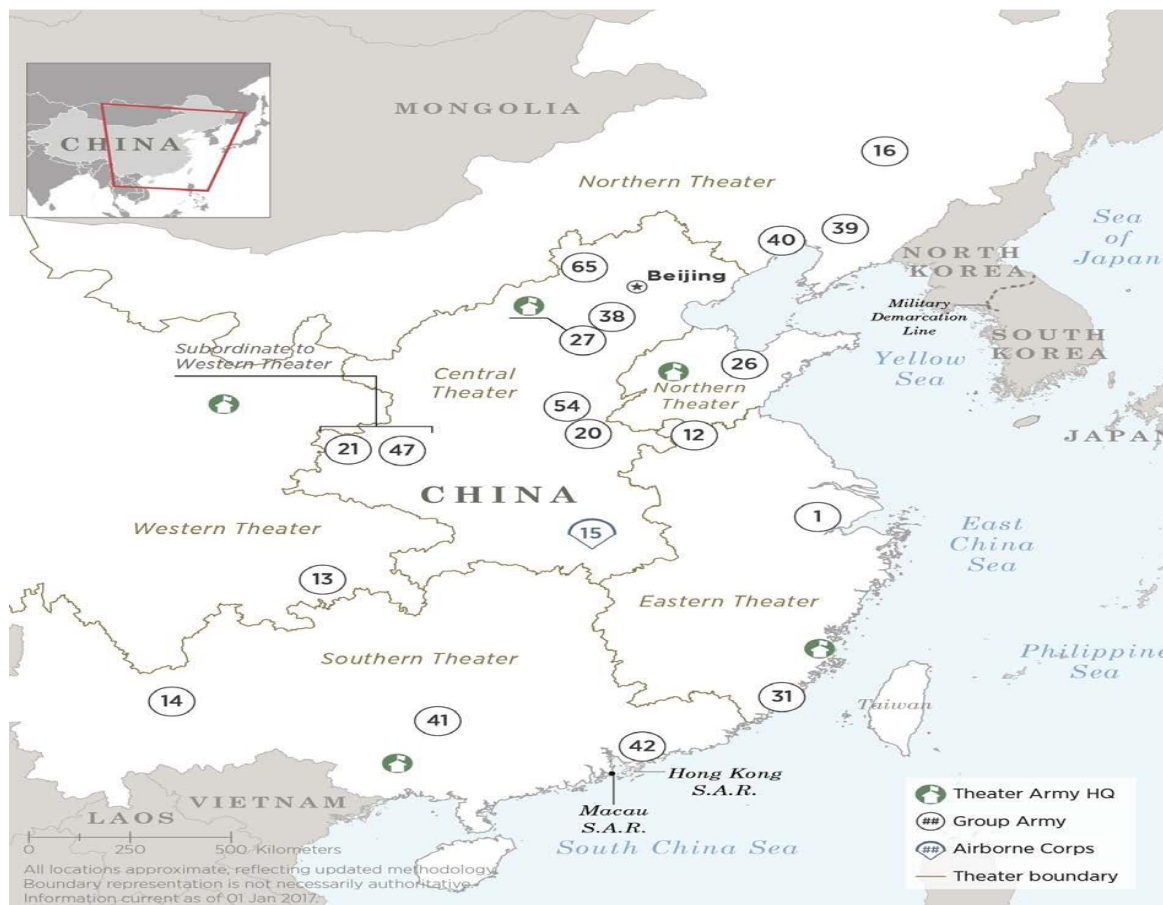 MONGOLIA
CHINA
16
Northern Theater
Sea
of
Japan
40
39
NORTH
KOREA
65
Beijing
38
27
Military
Demarcation
Line
SOUTH
KOREA
Subordinate to
Western Theater
Central
Theater
26
Northern
Theater
Yellow
Sea
54
20
12
JAPAN
21
47
CHINA
1
15
East
China
Sea
Western Theater
13
Eastern Theater
Southern Theater
Philippine
Sea
14
41
31
Taiwan
42
Hong Kong
S.A.R.
Macau
S.A.R.
VIETNAM
LAOS
South China Sea
0 250 500 Kilometers
All locations approximate, reflecting updated methodology.
Boundary representation is not necessarily authoritative.
Information current as of 01 Jan 2017.
Theater Army HQ
## Group Army
## Airborne Corps
Theater boundary